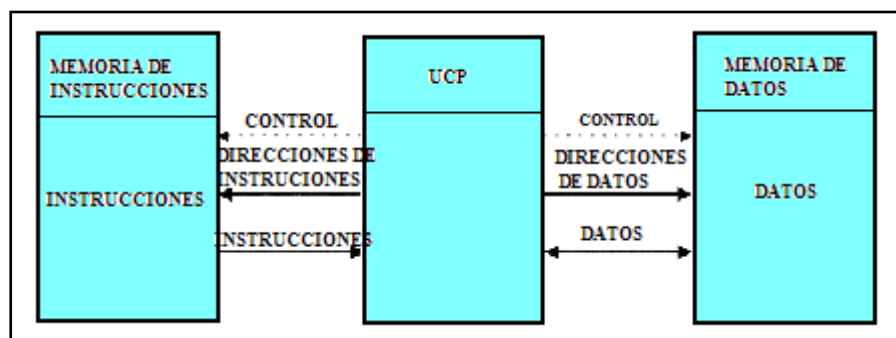 MEMORIA DE
INSTRUCCIONES
UCP
MEMORIA DE
DATOS
CONTROL
CONTROL
DIRECCIONES DE
INSTRUCIONES
DIRECCIONES
DE DATOS
INSTRUCCIONES
DATOS
INSTRUCCIONES
DATOS